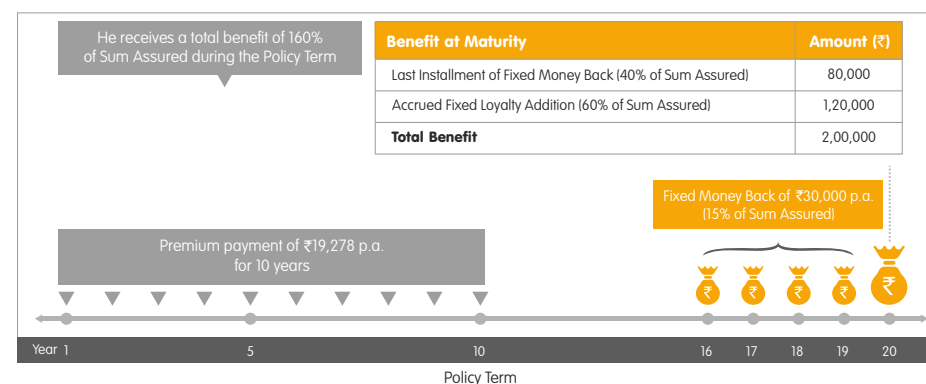 He receives a total benefit of 160%
of Sum Assured during the Policy Term
Benefit at Maturity Amount (₹)
Last Installment of Fixed Money Back (40% of Sum Assured) 80,000
Accrued Fixed Loyalty Addition (60% of Sum Assured) 1,20,000
Total Benefit 2,00,000
Fixed Money Back of ₹30,000 p.a.
(15% of Sum Assured)
Premium payment of ₹19,278 p.a.
for 10 years
₹ ₹ ₹ ₹ ₹
Year 1 5 10 16 17 18 19 20
Policy Term